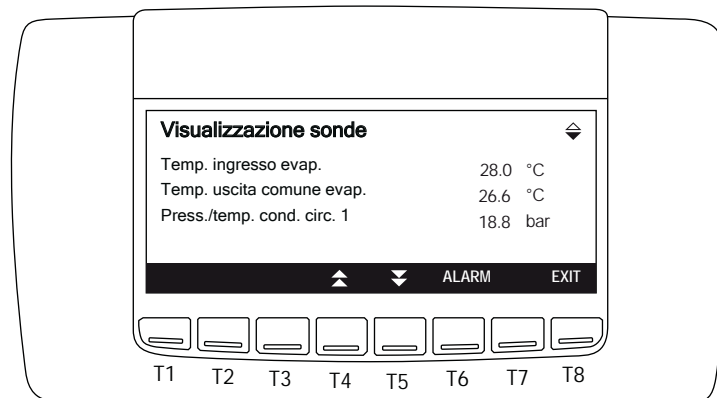 Visualizzazione sonde
Temp. ingresso evap. 28.0 °C
Temp. uscita comune evap. 26.6 °C
Press./temp. cond. circ. 1 18.8 bar
ALARM EXIT
T1 T2 T3 T4 T5 T6 T7 T8